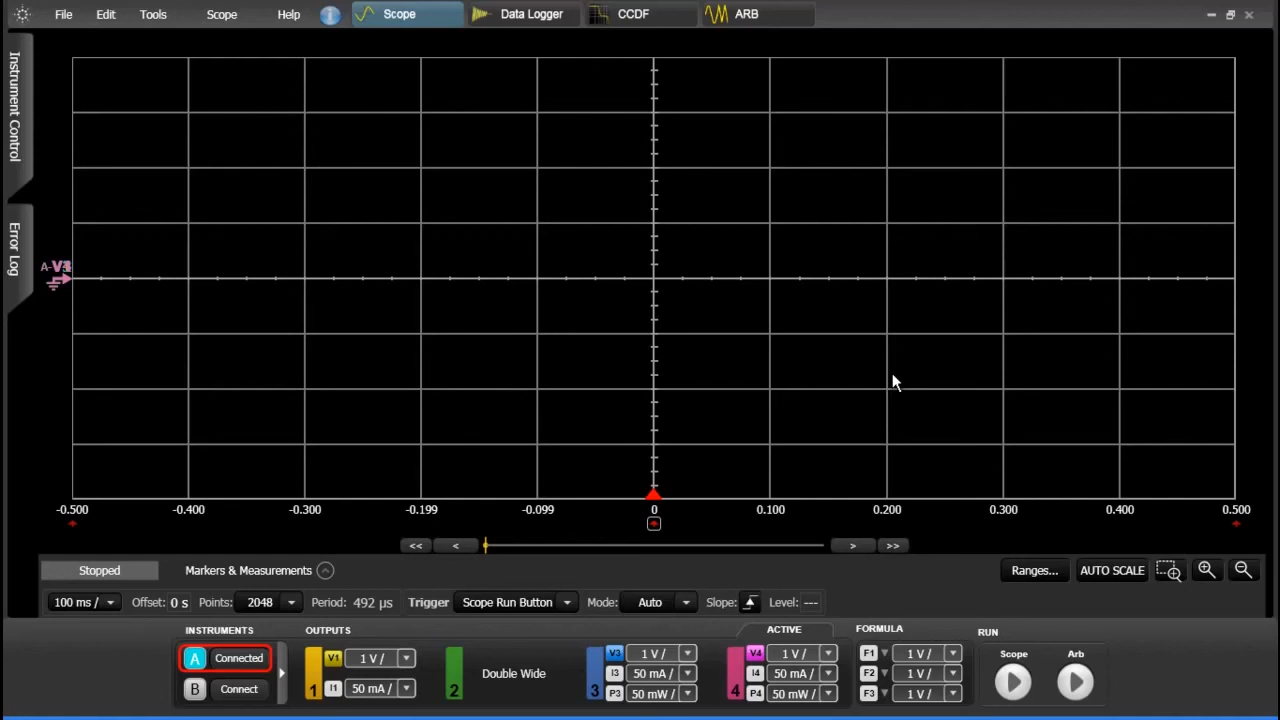 File Edit Tools Scope Help Scope Data Logger CCDF ARB
Instrument Control
Error Log
-0.500 -0.400 -0.300 -0.199 -0.099 0 0.100 0.200 0.300 0.400 0.500
<< < > >>
Stopped Markers & Measurements Ranges... AUTO SCALE
100 ms / Offset: 0 s Points: 2048 Period: 492 µs Trigger Scope Run Button Mode: Auto Slope: Level: ---
INSTRUMENTS OUTPUTS ACTIVE FORMULA RUN
A Connected
B Connect
1 V1 1 V /
I1 50 mA /
2 Double Wide
3 V3 1 V /
I3 50 mA /
P3 50 mW /
4 V4 1 V /
I4 50 mA /
P4 50 mW /
F1 1 V /
F2 1 V /
F3 1 V /
Scope Arb